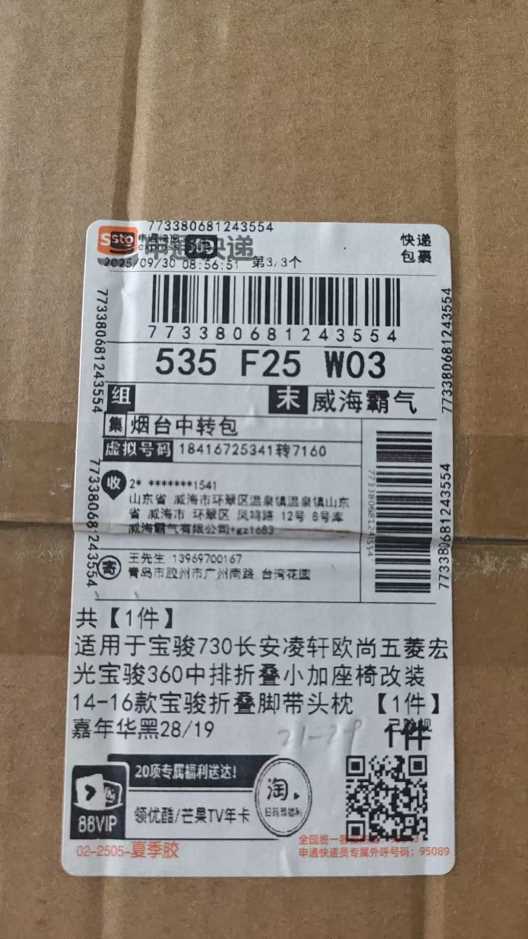 773380681243554
Sto
申通快递
2025/09/30 08:56:51 第3/3个
快递
包裹
773380681243554
773380681243554
773380681243554
535 F25 W03
组
末 威海霸气
集 烟台中转包
虚拟号码 18416725341转7160
收 2* *******1541
山东省 威海市环翠区温泉镇温泉镇山东
省 威海市 环翠区 凤鸣路 12号 8号库
威海霸气有限公司+gz1683
773380681243554
773380681243554
773380681243554
寄 王先生 13969700167
青岛市胶州市广州南路 台湾花园
共【1件】
适用于宝骏730长安凌轩欧尚五菱宏
光宝骏360中排折叠小加座椅改装
14-16款宝骏折叠脚带头枕 【1件】
嘉年华黑28/19
1件
88VIP
20项专属福利送达!
领优酷/芒果TV年卡
淘
02-2505-夏季胶
申通快递员专属外呼号码:95089